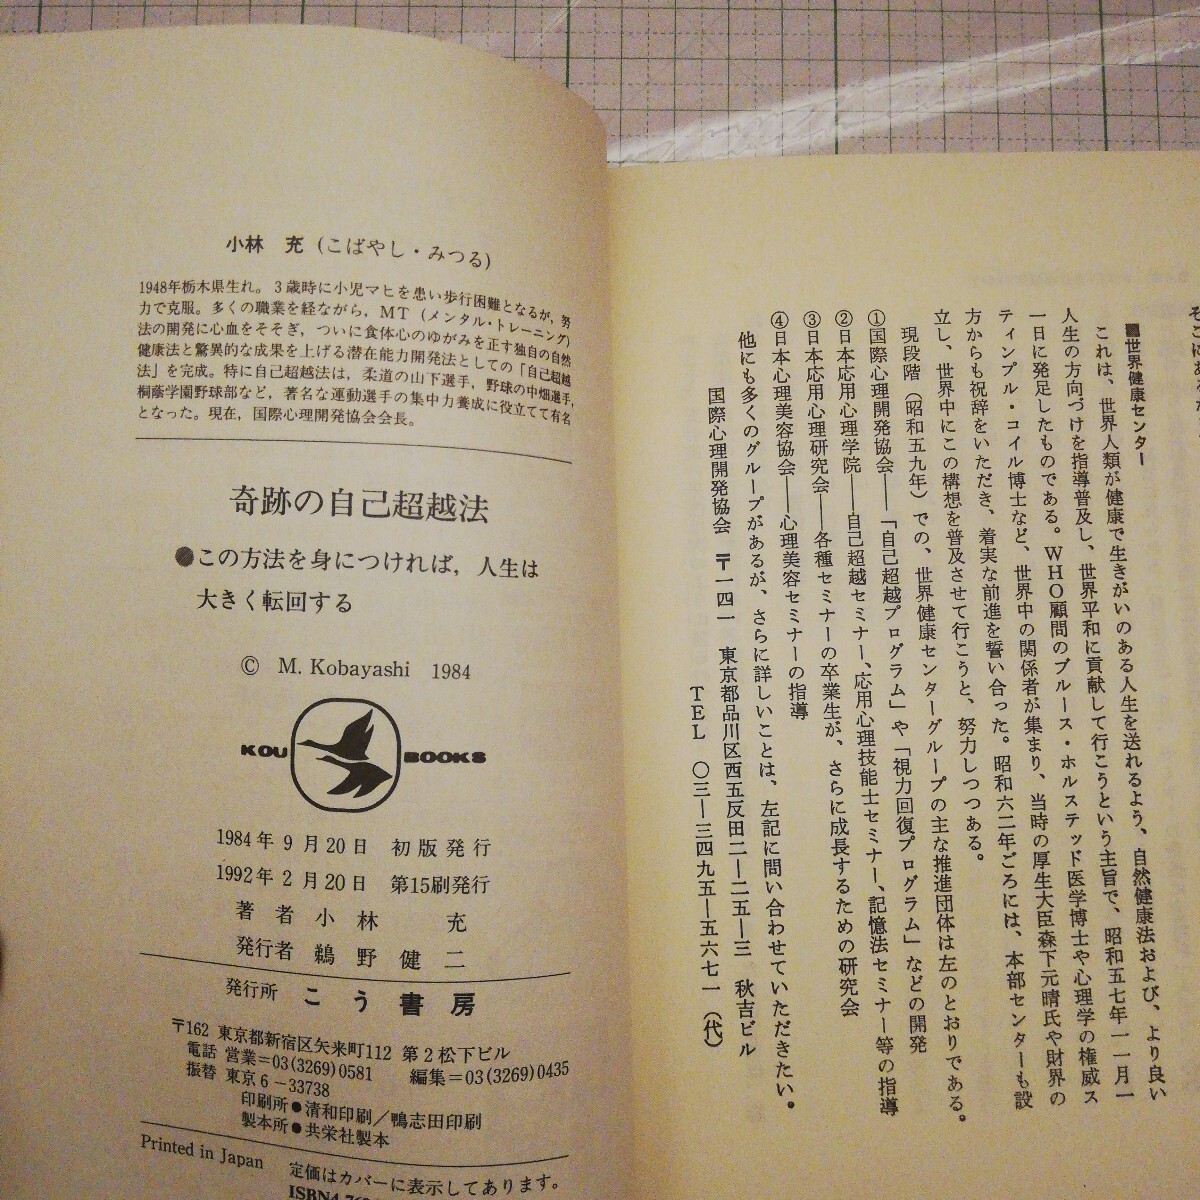 そこにあるた
■世界健康センター
これは、世界人類が健康で生きがいのある人生を送れるよう、自然健康法および、より良い
人生の方向づけを指導普及し、世界平和に貢献して行こうという主旨で、昭和五七年一一月一
一日に発足したものである。WHO顧問のブルース・ホルステッド医学博士や心理学の権威ス
ティンプル・コイル博士など、世界中の関係者が集まり、当時の厚生大臣森下元晴氏や財界の
方からも祝辞をいただき、着実な前進を誓い合った。昭和六二年ごろには、本部センターも設
立し、世界中にこの構想を普及させて行こうと、努力しつつある。
現段階（昭和五九年）での、世界健康センターグループの主な推進団体は左のとおりである。
①国際心理開発協会――「自己超越プログラム」や「視力回復プログラム」などの開発
②日本応用心理学院――自己超越セミナー、応用心理技能士セミナー、記憶法セミナー等の指導
③日本応用心理研究会――各種セミナーの卒業生が、さらに成長するための研究会
④日本心理美容協会――心理美容セミナーの指導
他にも多くのグループがあるが、さらに詳しいことは、左記に問い合わせていただきたい。
国際心理開発協会 〒一四一 東京都品川区西五反田二―二五―三 秋吉ビル
TEL 〇三―三四九五―五六七一（代）
小林 充（こばやし・みつる）
1948年栃木県生れ。3歳時に小児マヒを患い歩行困難となるが，努
力で克服。多くの職業を経ながら，MT（メンタル・トレーニング）
法の開発に心血をそそぎ，ついに食体心のゆがみを正す独自の自然
健康法と驚異的な成果を上げる潜在能力開発法としての「自己超越
法」を完成。特に自己超越法は，柔道の山下選手，野球の中畑選手，
桐蔭学園野球部など，著名な運動選手の集中力養成に役立てて有名
となった。現在，国際心理開発協会会長。
奇跡の自己超越法
●この方法を身につければ，人生は
大きく転回する
© M. Kobayashi 1984
KOU BOOKS
1984年9月20日 初版発行
1992年2月20日 第15刷発行
著者 小林 充
発行者 鵜野健二
発行所 こう書房
〒162 東京都新宿区矢来町112 第2松下ビル
電話 営業＝03(3269)0581 編集＝03(3269)0435
振替 東京6－33738
印刷所●清和印刷／鴨志田印刷
製本所●共栄社製本
Printed in Japan 定価はカバーに表示してあります。